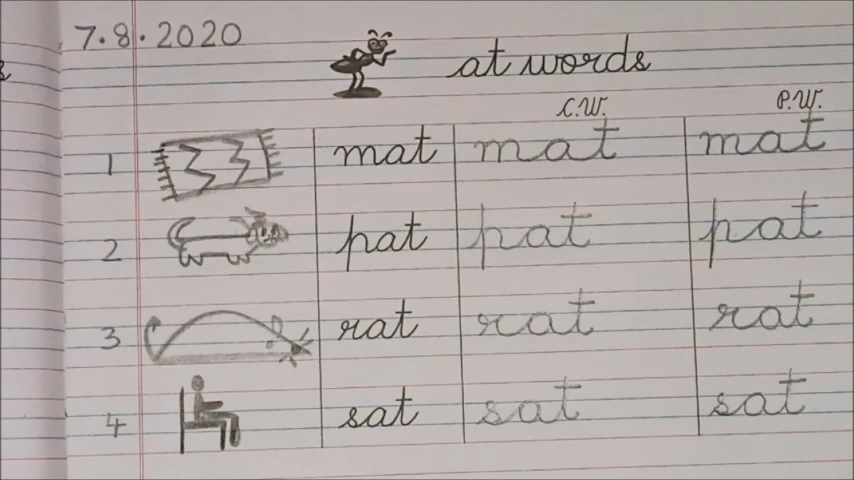 7.8.2020
at words
C.W. P.W.
1 mat mat mat
2 pat pat pat
3 rat rat rat
4 sat sat sat